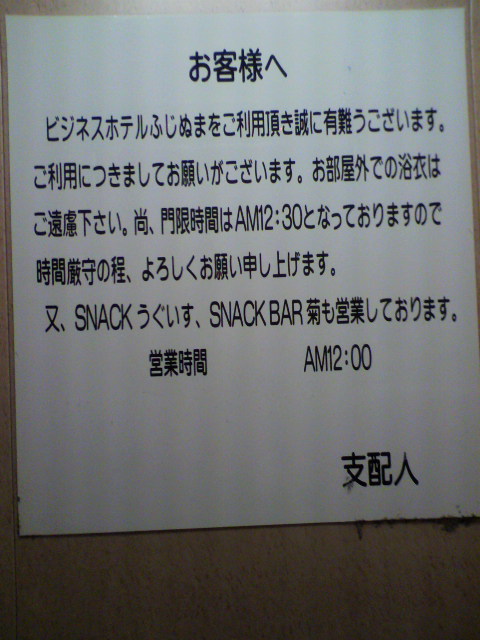 お客様へ
ビジネスホテルふじぬまをご利用頂き誠に有難うございます。
ご利用につきましてお願いがございます。お部屋外での浴衣は
ご遠慮下さい。尚、門限時間はAM12:30となっておりますので
時間厳守の程、よろしくお願い申し上げます。
又、SNACKうぐいす、SNACK BAR菊も営業しております。
営業時間 AM12:00
支配人